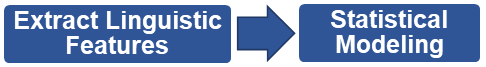 Extract Linguistic
Features
Statistical
Modeling